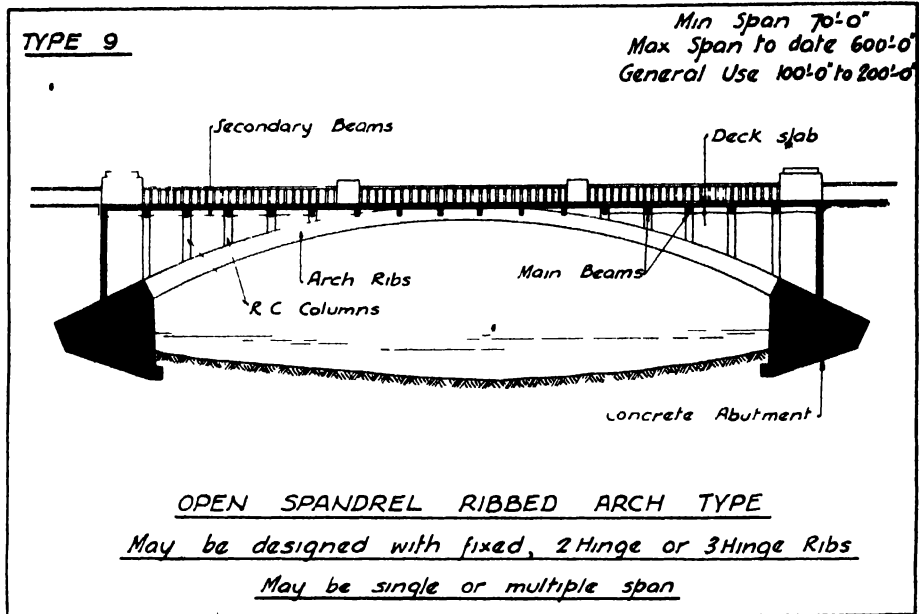 TYPE 9
Min Span 70'-0"
Max Span to date 600'-0"
General Use 100'-0" to 200'-0"
Secondary Beams
Deck slab
Arch Ribs
Main Beams
R C Columns
Concrete Abutment
OPEN SPANDREL RIBBED ARCH TYPE
May be designed with fixed, 2 Hinge or 3 Hinge Ribs
May be single or multiple span